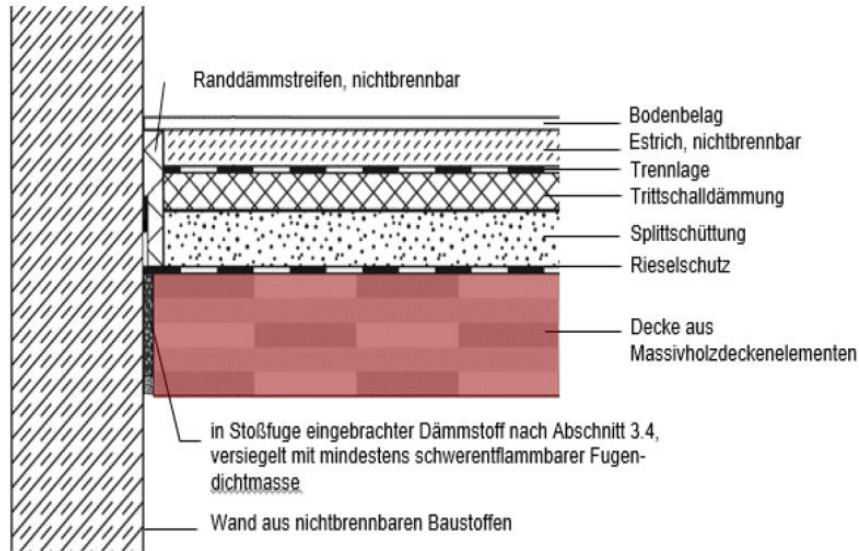 Randdämmstreifen, nichtbrennbar
Bodenbelag
Estrich, nichtbrennbar
Trennlage
Trittschalldämmung
Splittschüttung
Rieselschutz
Decke aus
Massivholzdeckenelementen
in Stoßfuge eingebrachter Dämmstoff nach Abschnitt 3.4,
versiegelt mit mindestens schwerentflammbarer Fugen-
dichtmasse
Wand aus nichtbrennbaren Baustoffen